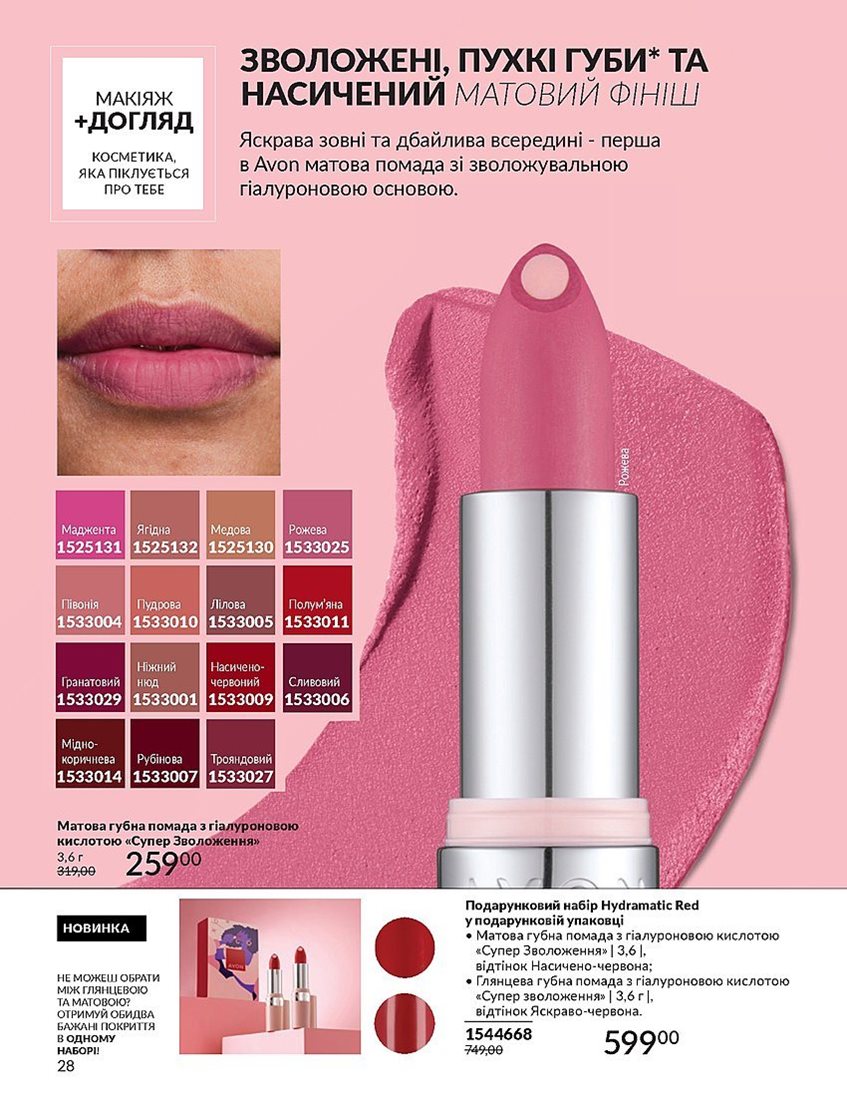 МАКІЯЖ
+ДОГЛЯД
КОСМЕТИКА,
ЯКА ПІКЛУЄТЬСЯ
ПРО ТЕБЕ
ЗВОЛОЖЕНІ, ПУХКІ ГУБИ* ТА
НАСИЧЕНИЙ МАТОВИЙ ФІНІШ
Яскрава зовні та дбайлива всередині - перша
в Avon матова помада зі зволожувальною
гіалуроновою основою.
Рожева
Маджента
1525131
Ягідна
1525132
Медова
1525130
Рожева
1533025
Півонія
1533004
Пудрова
1533010
Лілова
1533005
Полум'яна
1533011
Гранатовий
1533029
Ніжний
нюд
1533001
Насичено-
червоний
1533009
Сливовий
1533006
Мідно-
коричнева
1533014
Рубінова
1533007
Трояндовий
1533027
Матова губна помада з гіалуроновою
кислотою «Супер Зволоження»
3,6 г
319,00
25900
AVON
НОВИНКА
НЕ МОЖЕШ ОБРАТИ
МІЖ ГЛЯНЦЕВОЮ
ТА МАТОВОЮ?
ОТРИМУЙ ОБИДВА
БАЖАНІ ПОКРИТТЯ
В ОДНОМУ
НАБОРІ!
28
AVON
Подарунковий набір Hydramatic Red
у подарунковій упаковці
• Матова губна помада з гіалуроновою кислотою
«Супер Зволоження» | 3,6 |,
відтінок Насичено-червона;
• Глянцева губна помада з гіалуроновою кислотою
«Супер зволоження» | 3,6 г |,
відтінок Яскраво-червона.
1544668
749,00
59900